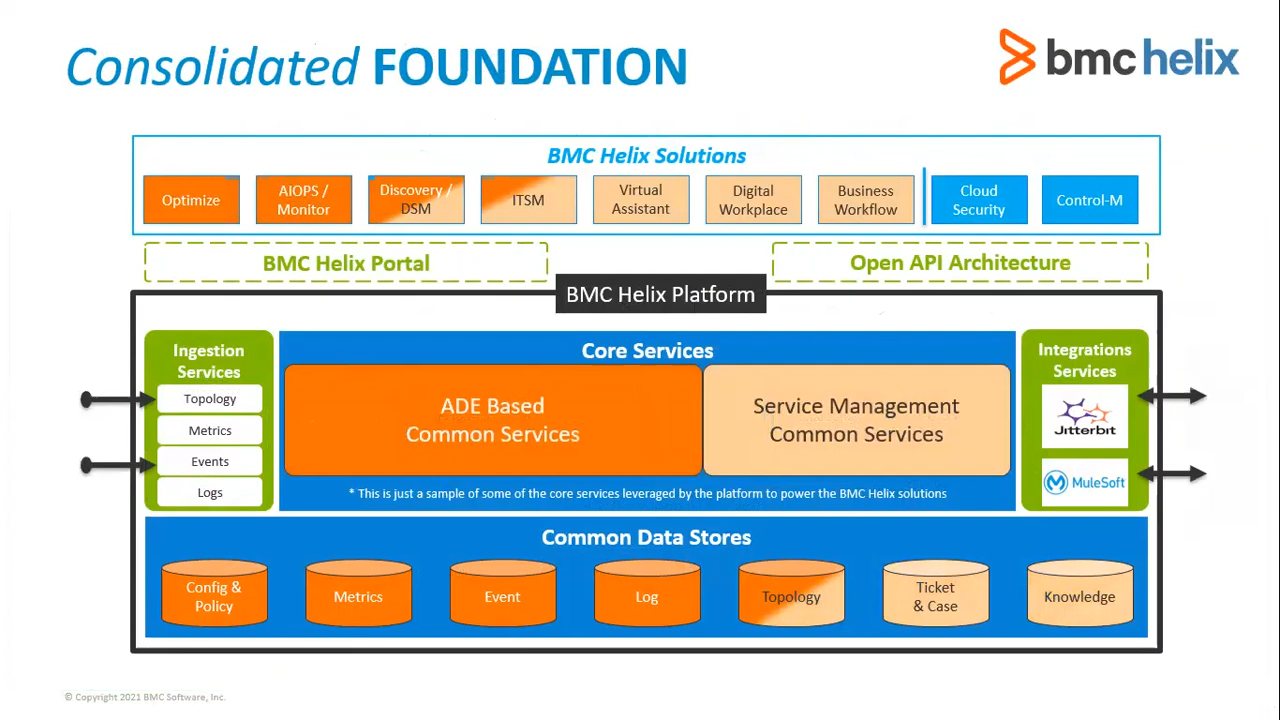 Consolidated FOUNDATION
bmc helix
BMC Helix Solutions
Optimize
AIOPS /
Monitor
Discovery /
DSM
ITSM
Virtual
Assistant
Digital
Workplace
Business
Workflow
Cloud
Security
Control-M
BMC Helix Portal
Open API Architecture
BMC Helix Platform
Ingestion
Services
Topology
Metrics
Events
Logs
Core Services
ADE Based
Common Services
Service Management
Common Services
* This is just a sample of some of the core services leveraged by the platform to power the BMC Helix solutions
Integrations
Services
Jitterbit
MuleSoft
Common Data Stores
Config &
Policy
Metrics
Event
Log
Topology
Ticket
& Case
Knowledge
© Copyright 2021 BMC Software, Inc.